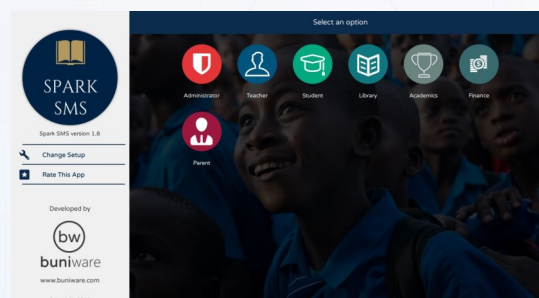 Select an option
SPARK
SMS
Spark SMS version 1.8
Change Setup
Rate This App
Developed by
bw
buniware
www.buniware.com
Administrator
Teacher
Student
Library
Academics
Finance
Parent